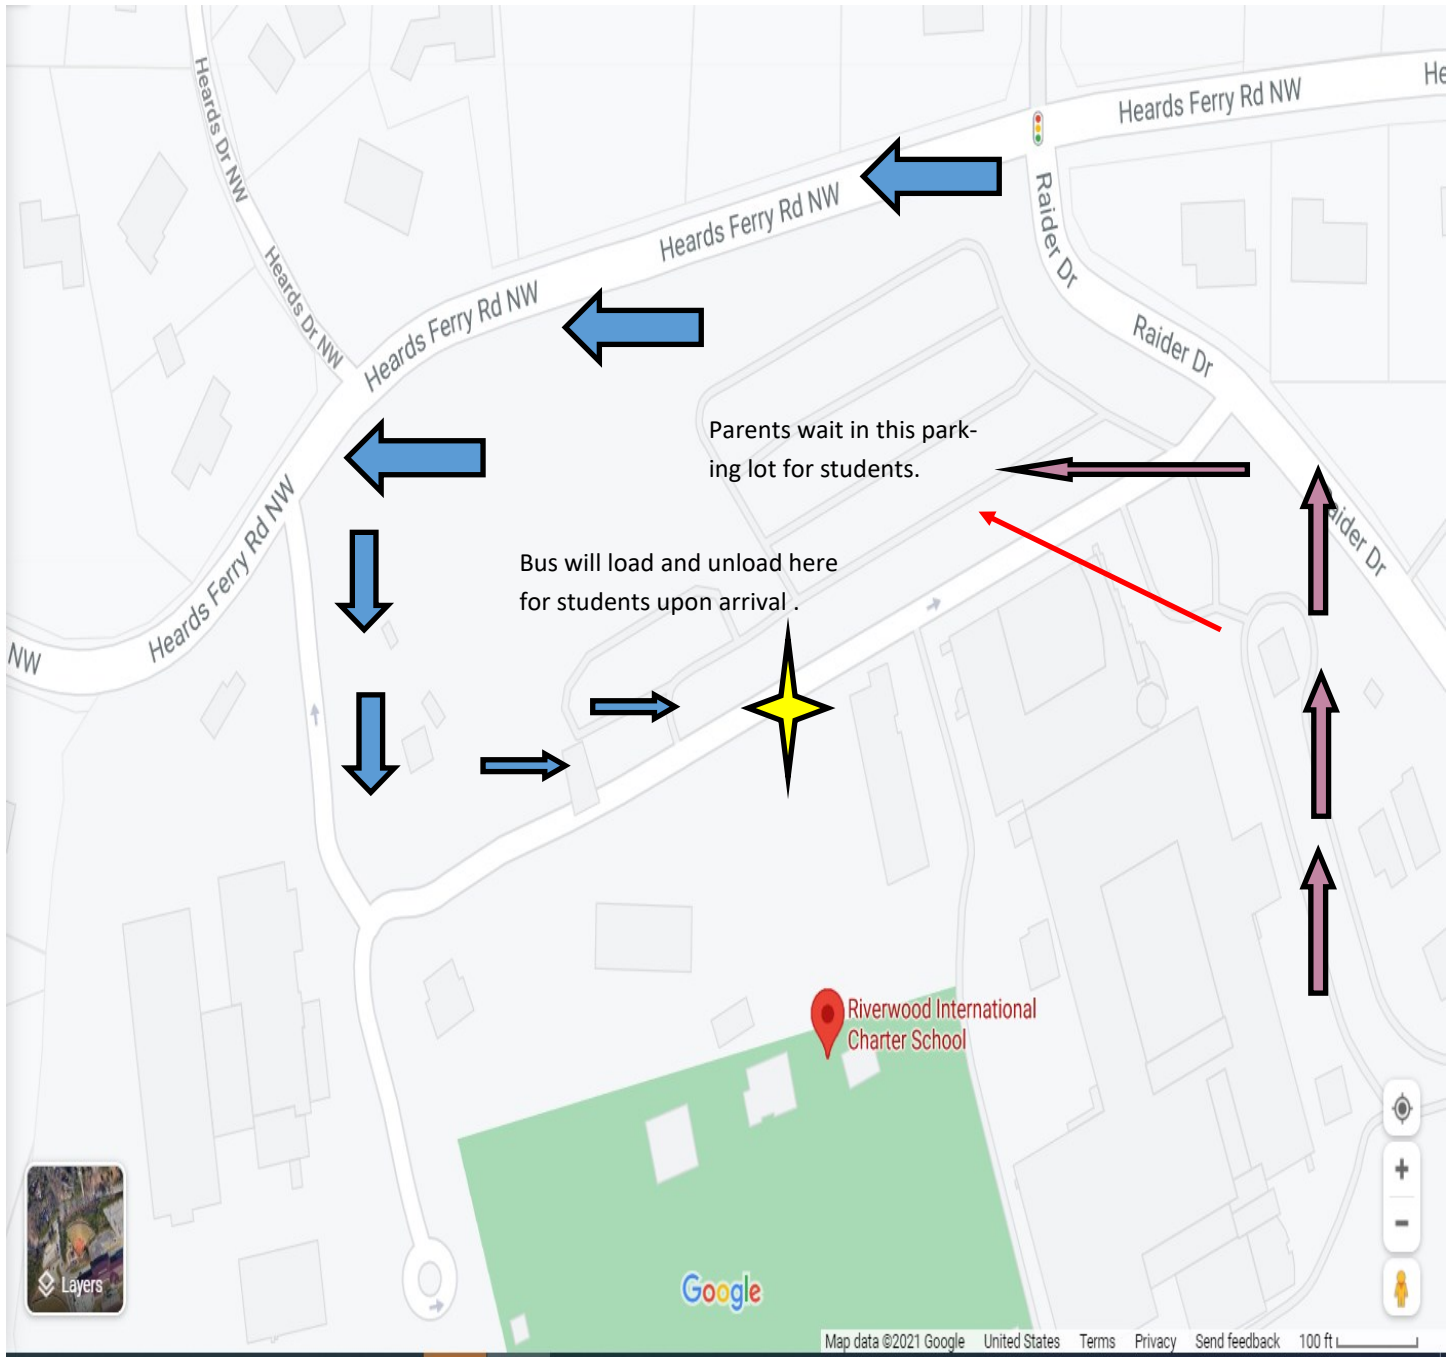 Heards Dr NW
Heards Dr NW
Heards Ferry Rd NW
He
Heards Ferry Rd NW
Heards Ferry Rd NW
Heards Ferry Rd NW
NW
Raider Dr
Raider Dr
aider Dr
Parents wait in this park-
ing lot for students.
Bus will load and unload here
for students upon arrival .
Riverwood International
Charter School
Layers
Google
Map data ©2021 Google United States Terms Privacy Send feedback 100 ft